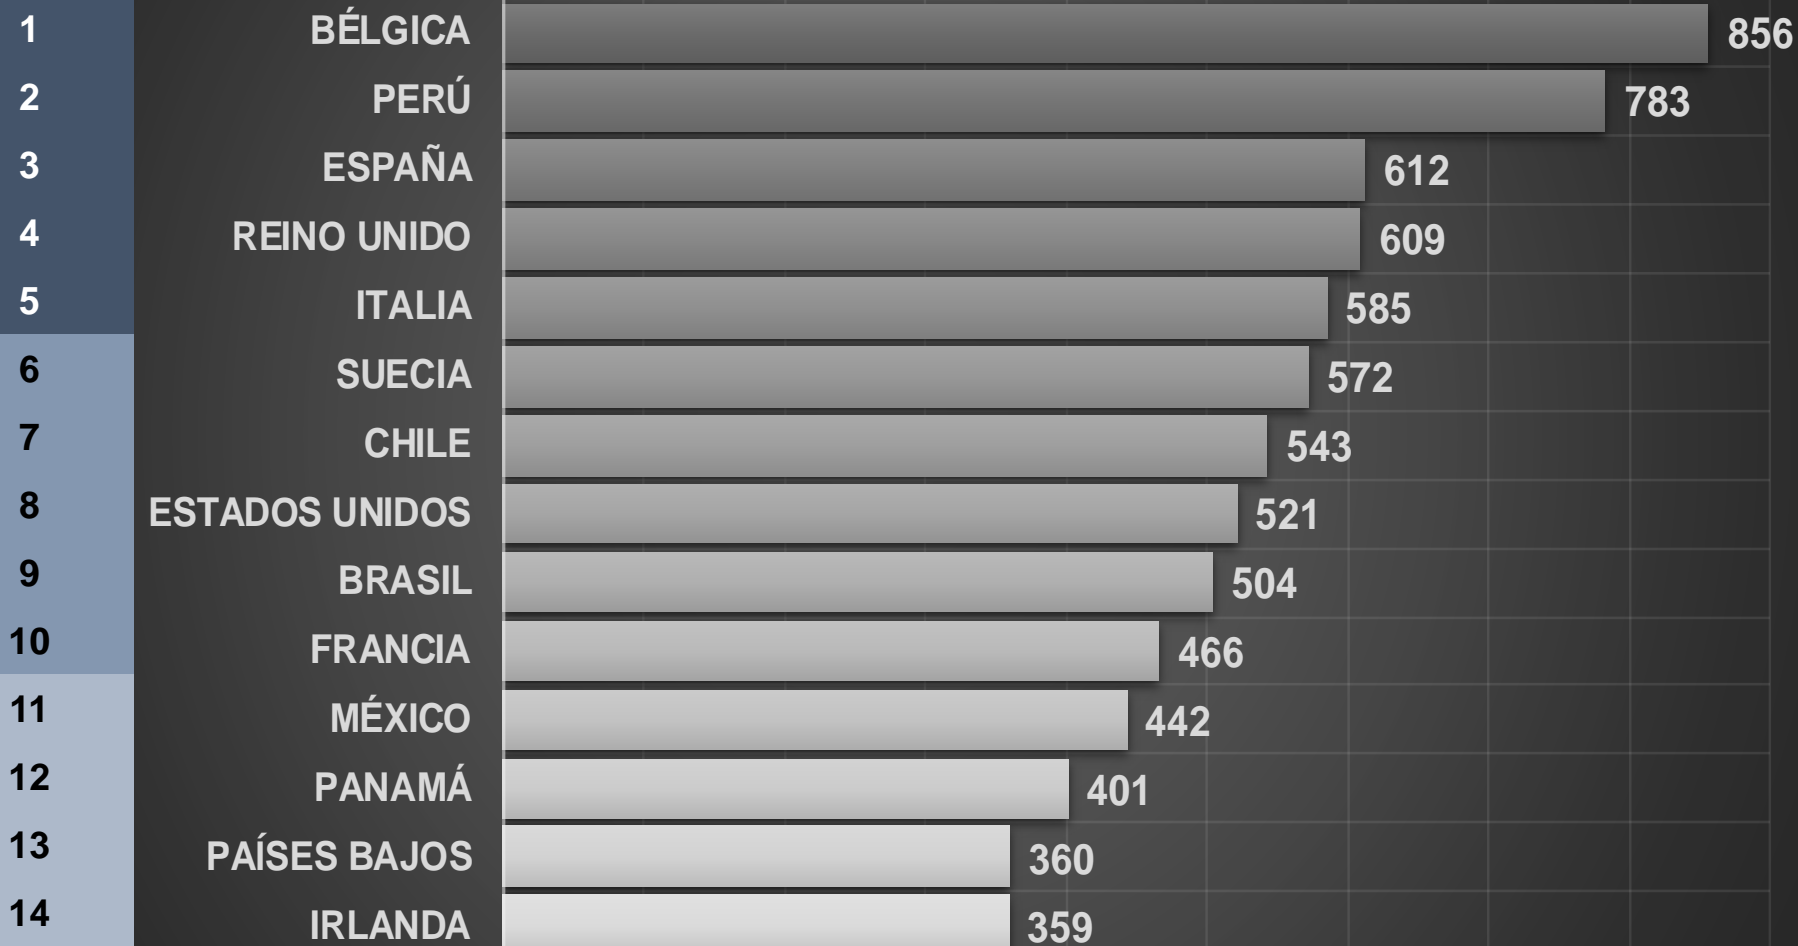 1 BÉLGICA 856
2 PERÚ 783
3 ESPAÑA 612
4 REINO UNIDO 609
5 ITALIA 585
6 SUECIA 572
7 CHILE 543
8 ESTADOS UNIDOS 521
9 BRASIL 504
10 FRANCIA 466
11 MÉXICO 442
12 PANAMÁ 401
13 PAÍSES BAJOS 360
14 IRLANDA 359